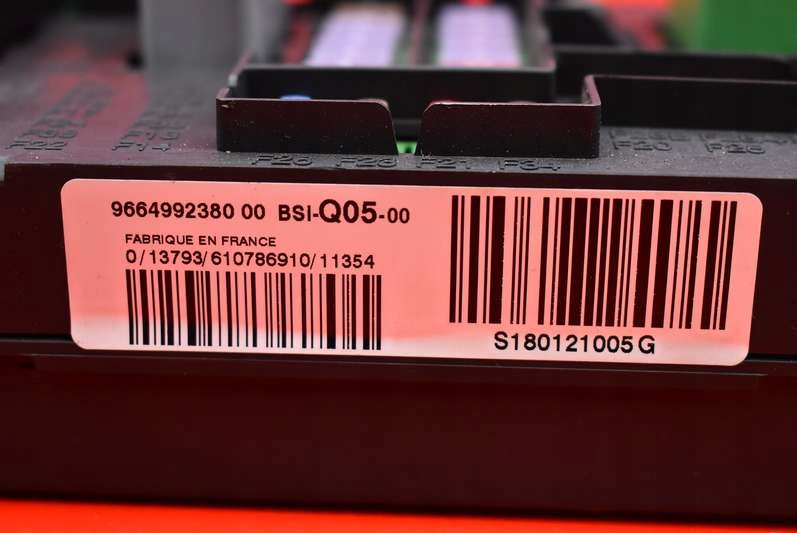 F22
F14
F26 F23 F21 F34
F20 F28
9664992380 00 BSI-Q05-00
FABRIQUE EN FRANCE
0/13793/610786910/11354
S180121005G